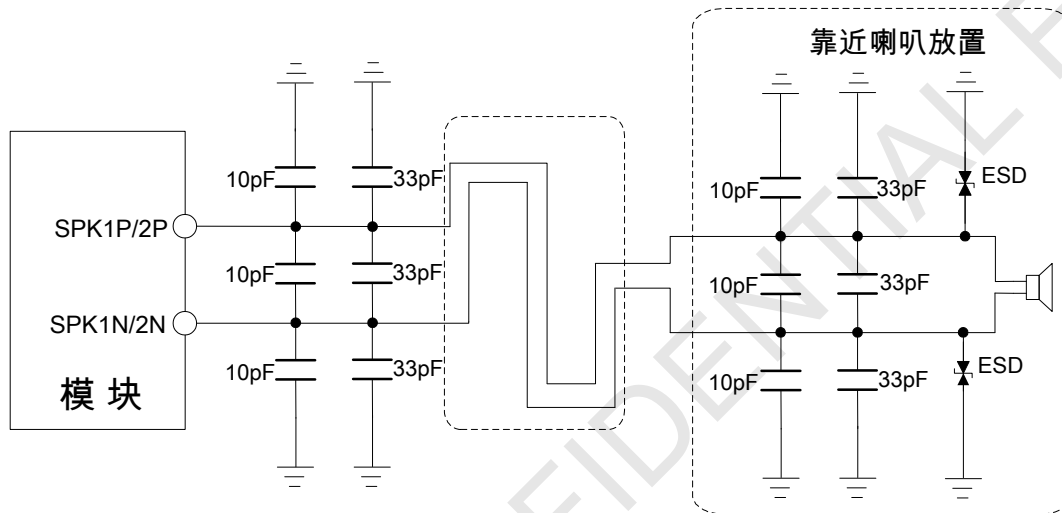 靠近喇叭放置
10pF
33pF
10pF
33pF
ESD
SPK1P/2P
10pF
33pF
10pF
33pF
SPK1N/2N
10pF
33pF
10pF
33pF
ESD
模块
FIDENTIAL